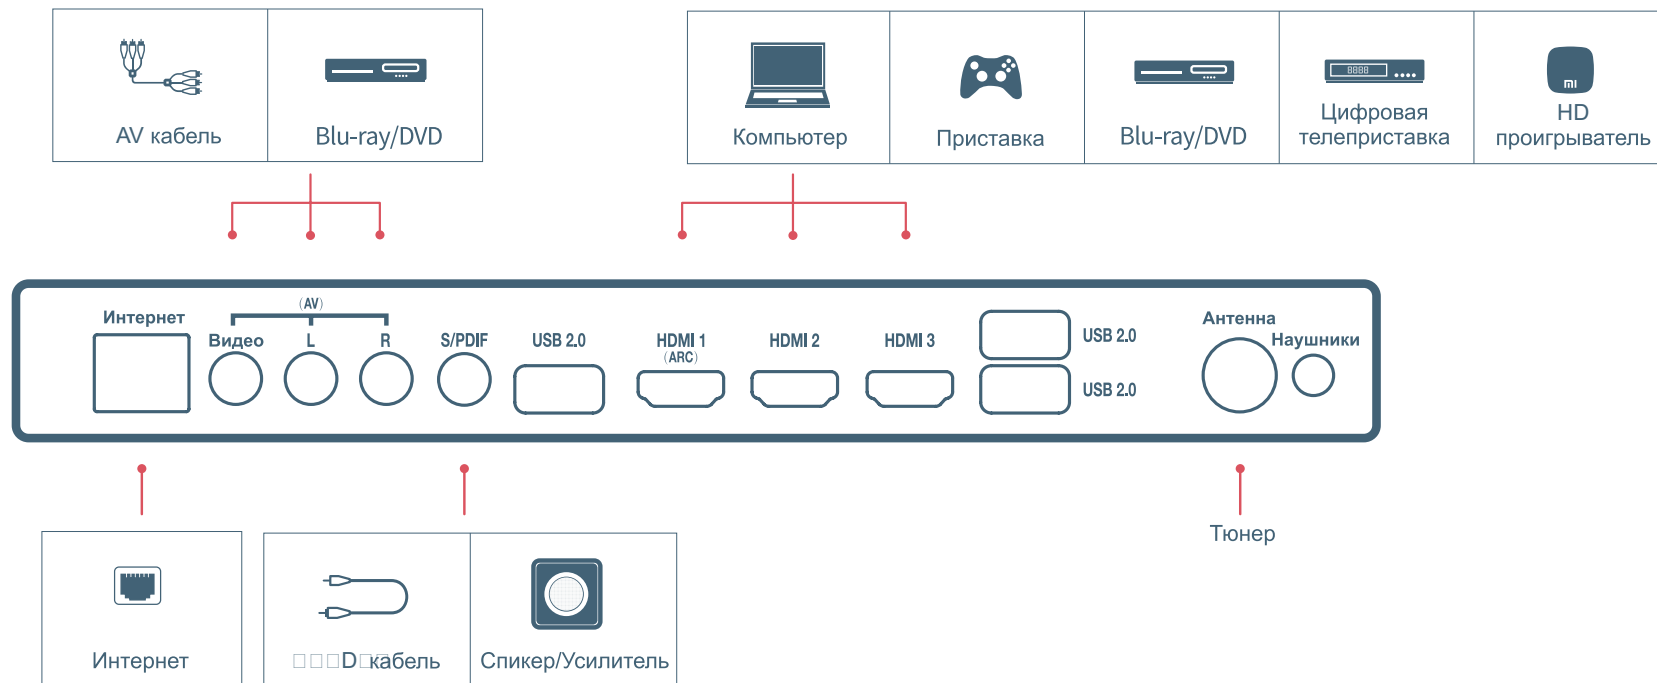 AV кабель
Blu-ray/DVD
Компьютер
Приставка
Blu-ray/DVD
8888
Цифровая
телеприставка
mi
HD
проигрыватель
Интернет
(AV)
Видео
L
R
S/PDIF
USB 2.0
HDMI 1
(ARC)
HDMI 2
HDMI 3
USB 2.0
USB 2.0
Антенна
Наушники
Тюнер
Интернет
□□□D□□кабель
Спикер/Усилитель